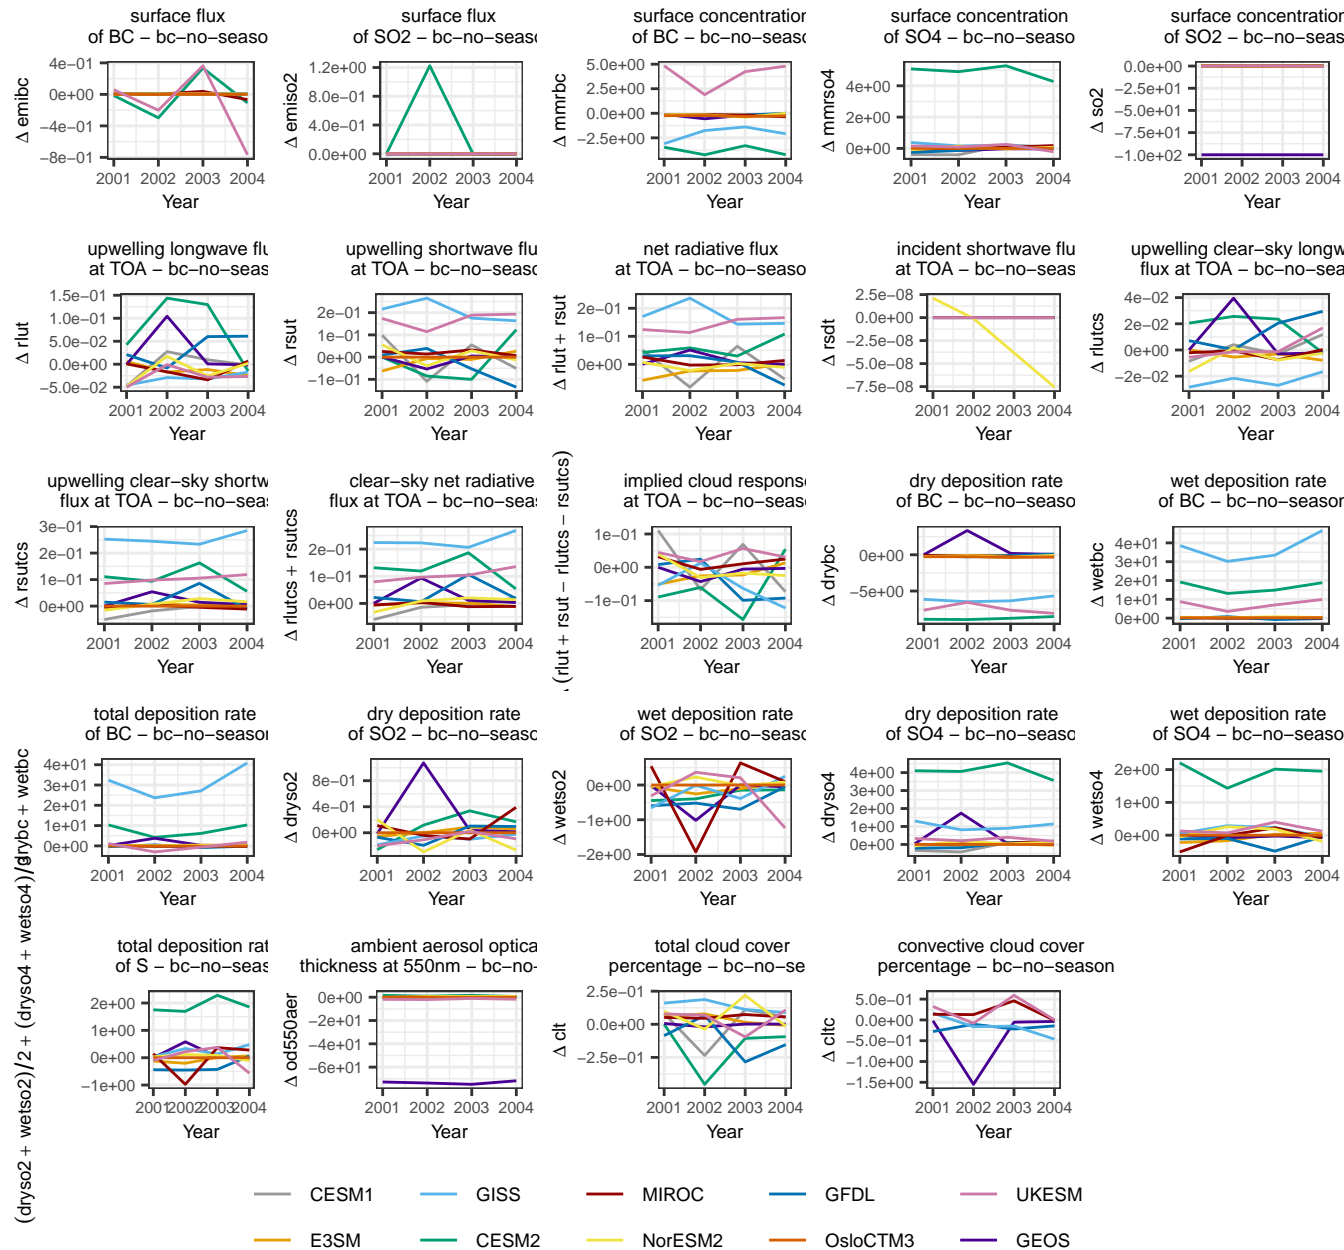 surface flux
of BC − bc−no−seaso
Δ emibc
4e−01
0e+00
−4e−01
−8e−01
2001 2002 2003 2004
Year
surface flux
of SO2 − bc−no−seas
Δ emiso2
1.2e+00
8.0e−01
4.0e−01
0.0e+00
2001 2002 2003 2004
Year
surface concentration
of BC − bc−no−seaso
Δ mmrbc
5.0e+00
2.5e+00
0.0e+00
−2.5e+00
2001 2002 2003 2004
Year
surface concentration
of SO4 − bc−no−seaso
Δ mmrso4
4e+00
2e+00
0e+00
2001 2002 2003 2004
Year
surface concentration
of SO2 − bc−no−seas
Δ so2
0.0e+00
−2.5e+01
−5.0e+01
−7.5e+01
−1.0e+02
2001 2002 2003 2004
Year
upwelling longwave flu
at TOA − bc−no−seas
Δ rlut
1.5e−01
1.0e−01
5.0e−02
0.0e+00
−5.0e−02
2001 2002 2003 2004
Year
upwelling shortwave flu
at TOA − bc−no−seas
Δ rsut
2e−01
1e−01
0e+00
−1e−01
2001 2002 2003 2004
Year
net radiative flux
at TOA − bc−no−seaso
Δ rlut + rsut
2e−01
1e−01
0e+00
2001 2002 2003 2004
Year
incident shortwave flu
at TOA − bc−no−seas
Δ rsdt
2.5e−08
0.0e+00
−2.5e−08
−5.0e−08
−7.5e−08
2001 2002 2003 2004
Year
upwelling clear−sky longw
flux at TOA − bc−no−seas
Δ rlutcs
4e−02
2e−02
0e+00
−2e−02
2001 2002 2003 2004
Year
upwelling clear−sky shortw
flux at TOA − bc−no−seas
Δ rsutcs
3e−01
2e−01
1e−01
0e+00
2001 2002 2003 2004
Year
clear−sky net radiative
flux at TOA − bc−no−seas
Δ rlutcs + rsutcs
2e−01
1e−01
0e+00
2001 2002 2003 2004
Year
implied cloud response
at TOA − bc−no−seaso
(rlut + rsut − rlutcs − rsutcs)
1e−01
0e+00
−1e−01
2001 2002 2003 2004
Year
dry deposition rate
of BC − bc−no−seaso
Δ drybc
0e+00
−5e+00
2001 2002 2003 2004
Year
wet deposition rate
of BC − bc−no−season
Δ wetbc
4e+01
3e+01
2e+01
1e+01
0e+00
2001 2002 2003 2004
Year
total deposition rate
of BC − bc−no−season
drybc + wetbc
4e+01
3e+01
2e+01
1e+01
0e+00
2001 2002 2003 2004
Year
dry deposition rate
of SO2 − bc−no−seas
Δ dryso2
8e−01
4e−01
0e+00
2001 2002 2003 2004
Year
wet deposition rate
of SO2 − bc−no−seaso
Δ wetso2
0e+00
−1e+00
−2e+00
2001 2002 2003 2004
Year
dry deposition rate
of SO4 − bc−no−seaso
Δ dryso4
4e+00
3e+00
2e+00
1e+00
0e+00
2001 2002 2003 2004
Year
wet deposition rate
of SO4 − bc−no−seaso
Δ wetso4
2e+00
1e+00
0e+00
2001 2002 2003 2004
Year
total deposition rat
of S − bc−no−seas
(dryso2 + wetso2)/2 + (dryso4 + wetso4)/3
2e+00
1e+00
0e+00
−1e+00
2001 2002 2003 2004
Year
ambient aerosol optica
thickness at 550nm − bc−no−
Δ od550aer
0e+00
−2e+01
−4e+01
−6e+01
2001 2002 2003 2004
Year
total cloud cover
percentage − bc−no−se
Δ clt
2.5e−01
0.0e+00
−2.5e−01
2001 2002 2003 2004
Year
convective cloud cover
percentage − bc−no−season
Δ cltc
5.0e−01
0.0e+00
−5.0e−01
−1.0e+00
−1.5e+00
2001 2002 2003 2004
Year
CESM1 GISS MIROC GFDL UKESM
E3SM CESM2 NorESM2 OsloCTM3 GEOS